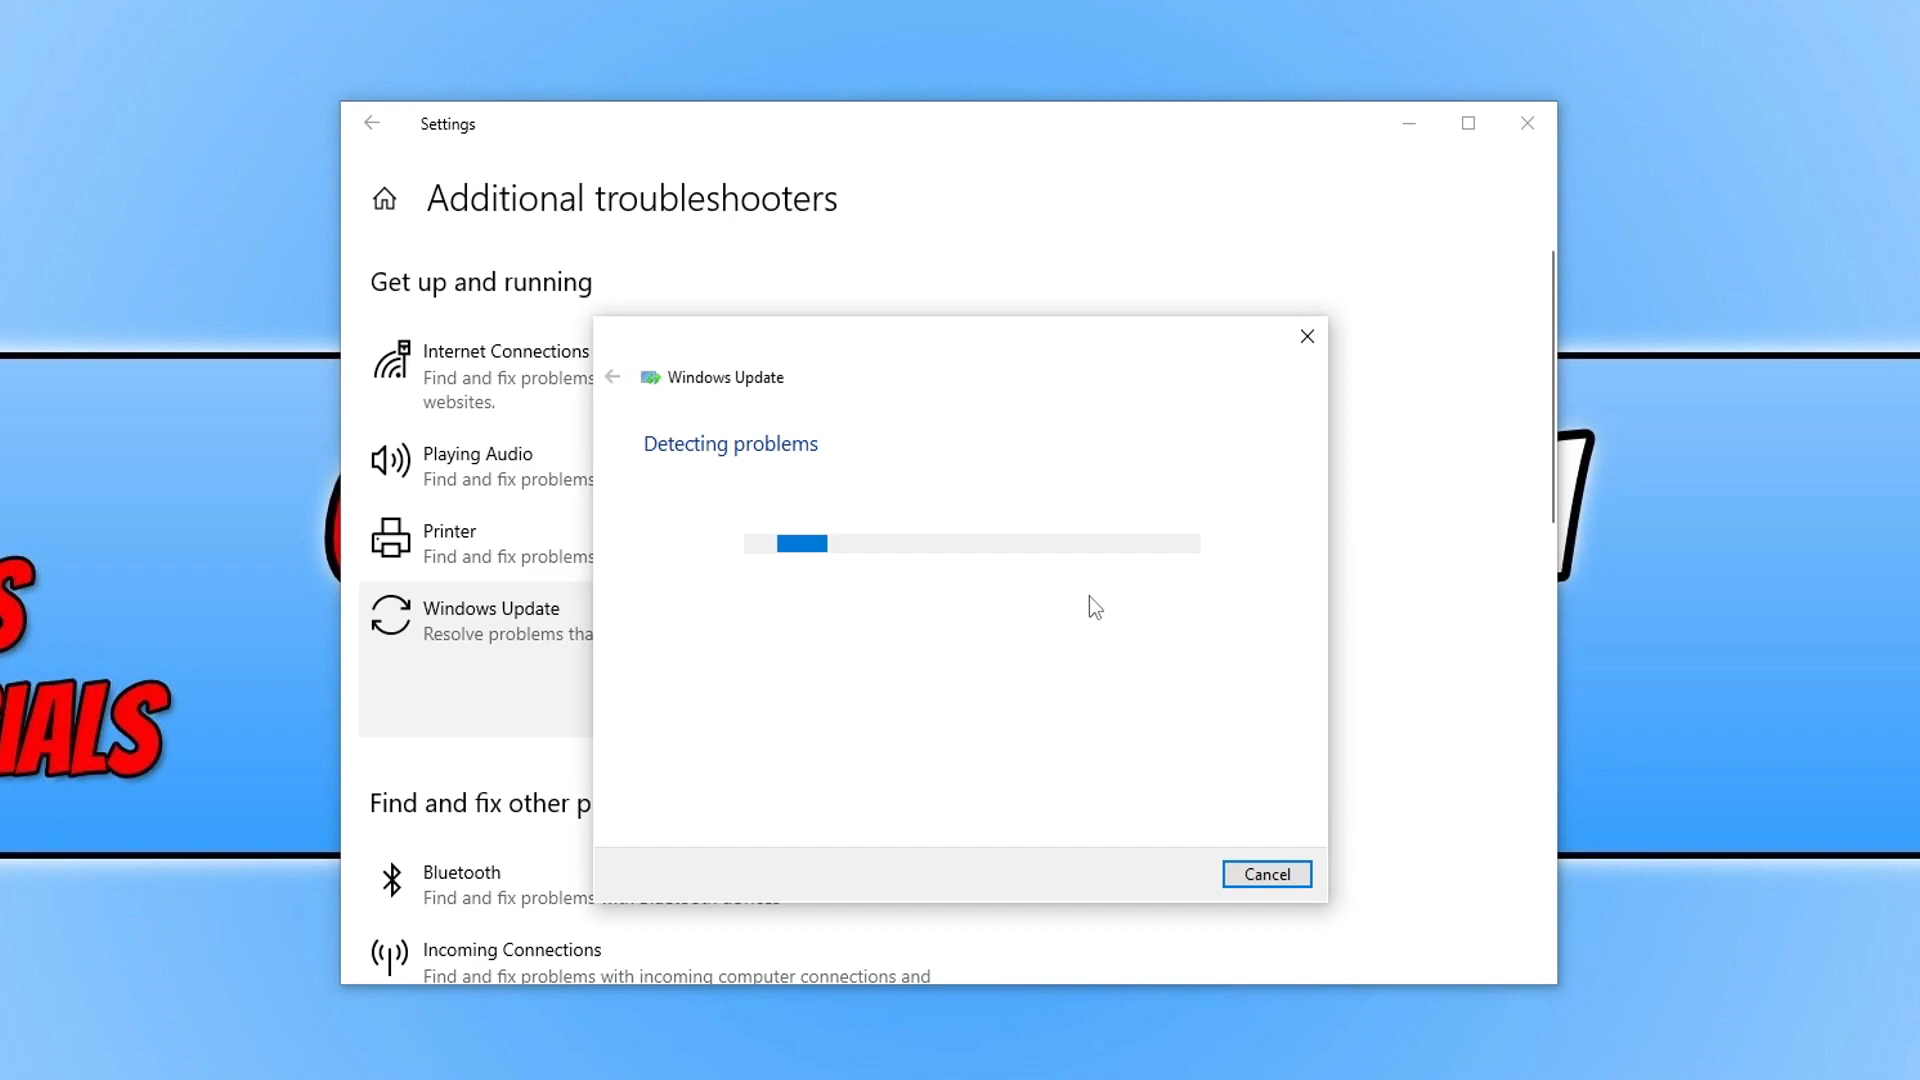 Settings
Additional troubleshooters
Get up and running
Internet Connections
Find and fix problems
websites.
Playing Audio
Find and fix problems
Printer
Find and fix problems
Windows Update
Resolve problems tha
Windows Update
Detecting problems
Cancel
S
IALS
Find and fix other p
Bluetooth
Find and fix problems
Incoming Connections
Find and fix problems with incoming computer connections and